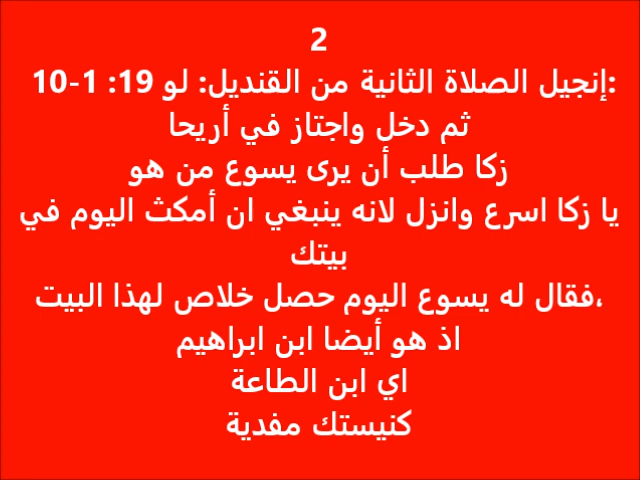 2
إنجيل الصلاة الثانية من القنديل: لو 19: 1-10:
ثم دخل واجتاز في أريحا
زكا طلب أن يرى يسوع من هو
يا زكا اسرع وانزل لانه ينبغي ان أمكث اليوم في
بيتك
فقال له يسوع اليوم حصل خلاص لهذا البيت،
اذ هو أيضا ابن ابراهيم
اي ابن الطاعة
كنيستك مفدية